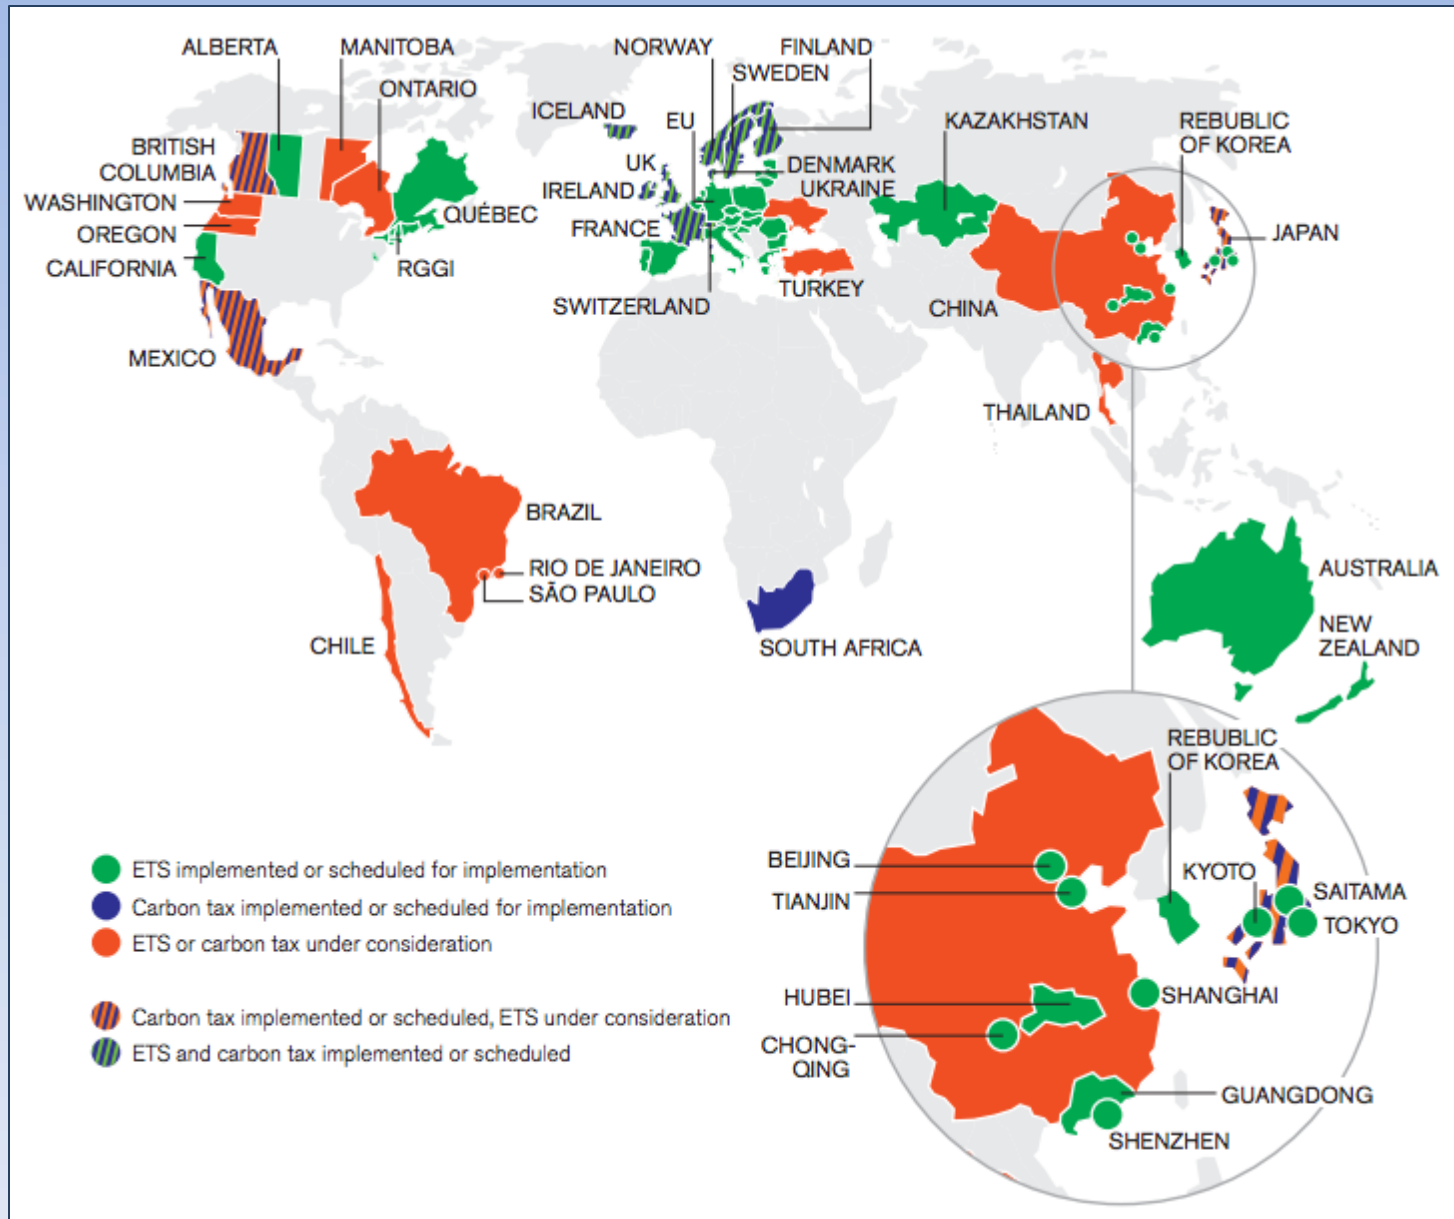 ALBERTA
MANITOBA
ONTARIO
BRITISH
COLUMBIA
WASHINGTON
OREGON
CALIFORNIA
MEXICO
QUÉBEC
RGGI
NORWAY
FINLAND
SWEDEN
ICELAND
EU
UK
IRELAND
FRANCE
DENMARK
UKRAINE
SWITZERLAND
TURKEY
KAZAKHSTAN
REBUBLIC
OF KOREA
JAPAN
CHINA
THAILAND
BRAZIL
RIO DE JANEIRO
SÃO PAULO
CHILE
SOUTH AFRICA
AUSTRALIA
NEW
ZEALAND
REBUBLIC
OF KOREA
BEIJING
TIANJIN
KYOTO
SAITAMA
TOKYO
HUBEI
SHANGHAI
CHONG-
QING
GUANGDONG
SHENZHEN
ETS implemented or scheduled for implementation
Carbon tax implemented or scheduled for implementation
ETS or carbon tax under consideration
Carbon tax implemented or scheduled, ETS under consideration
ETS and carbon tax implemented or scheduled